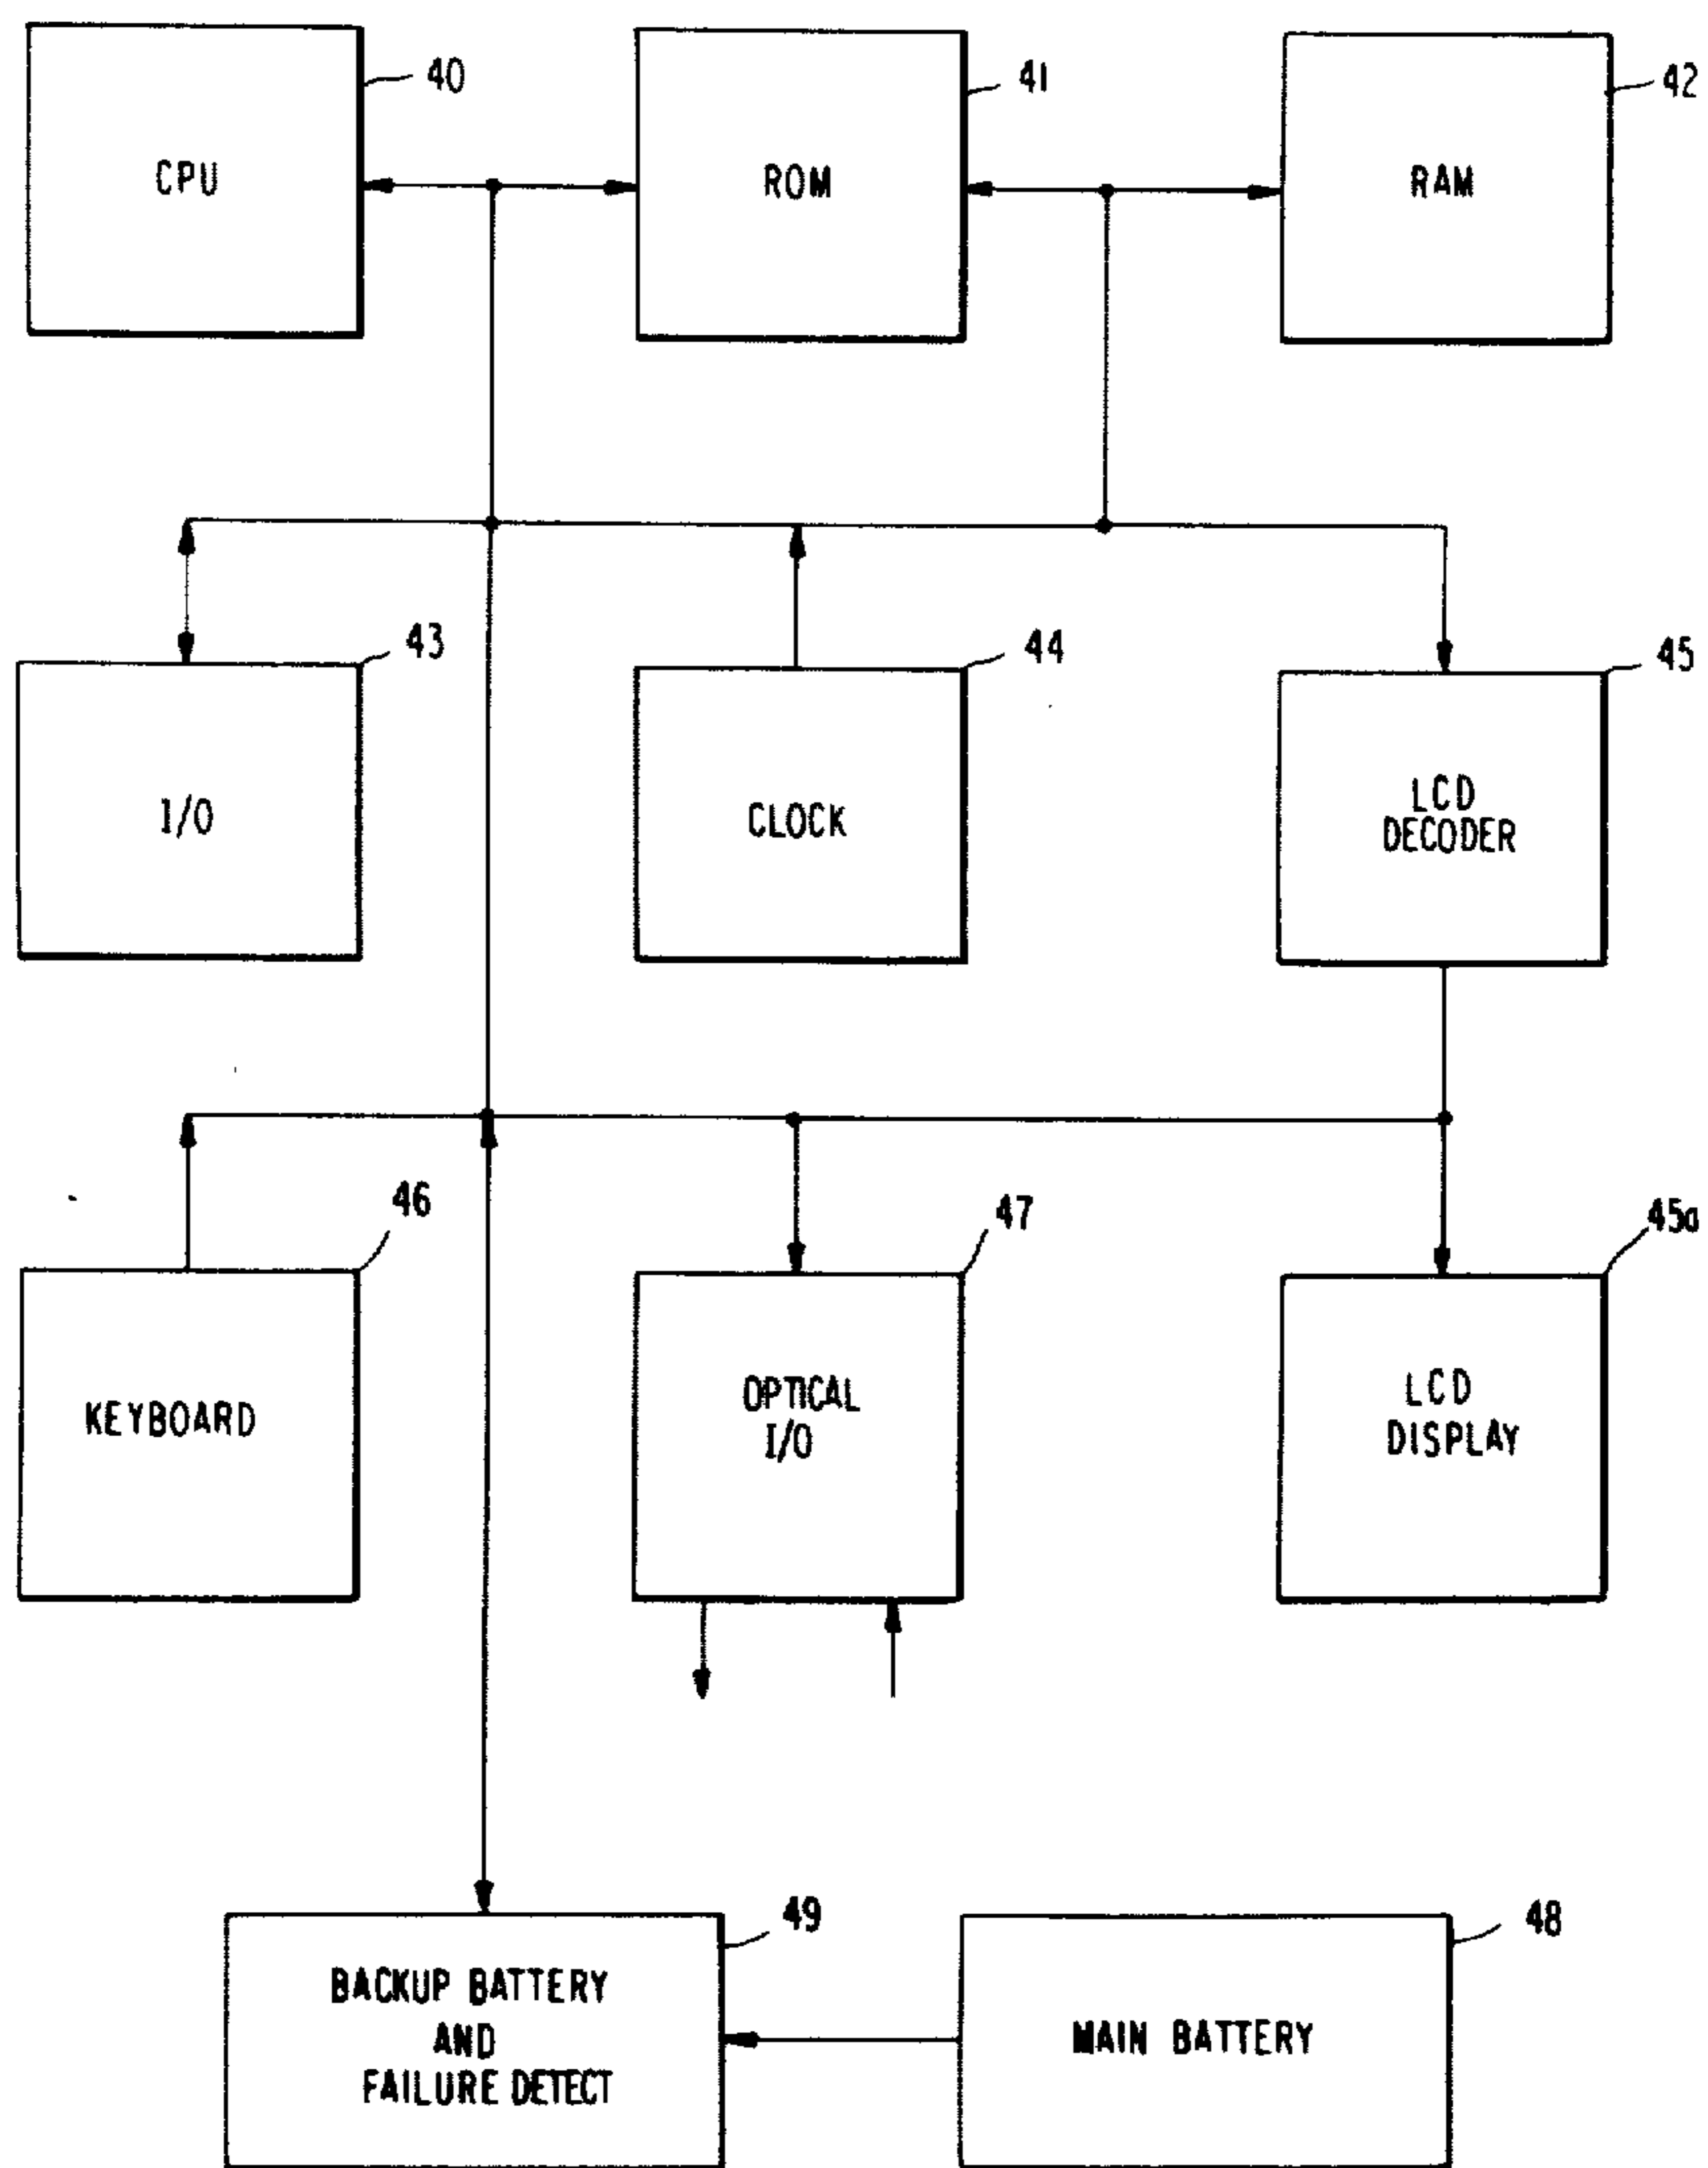 40
41
42
CPU
ROM
RAM
43
44
45
I/O
CLOCK
LCD
DECODER
46
47
45a
KEYBOARD
OPTICAL
I/O
LCD
DISPLAY
49
48
BACKUP BATTERY
AND
FAILURE DETECT
MAIN BATTERY